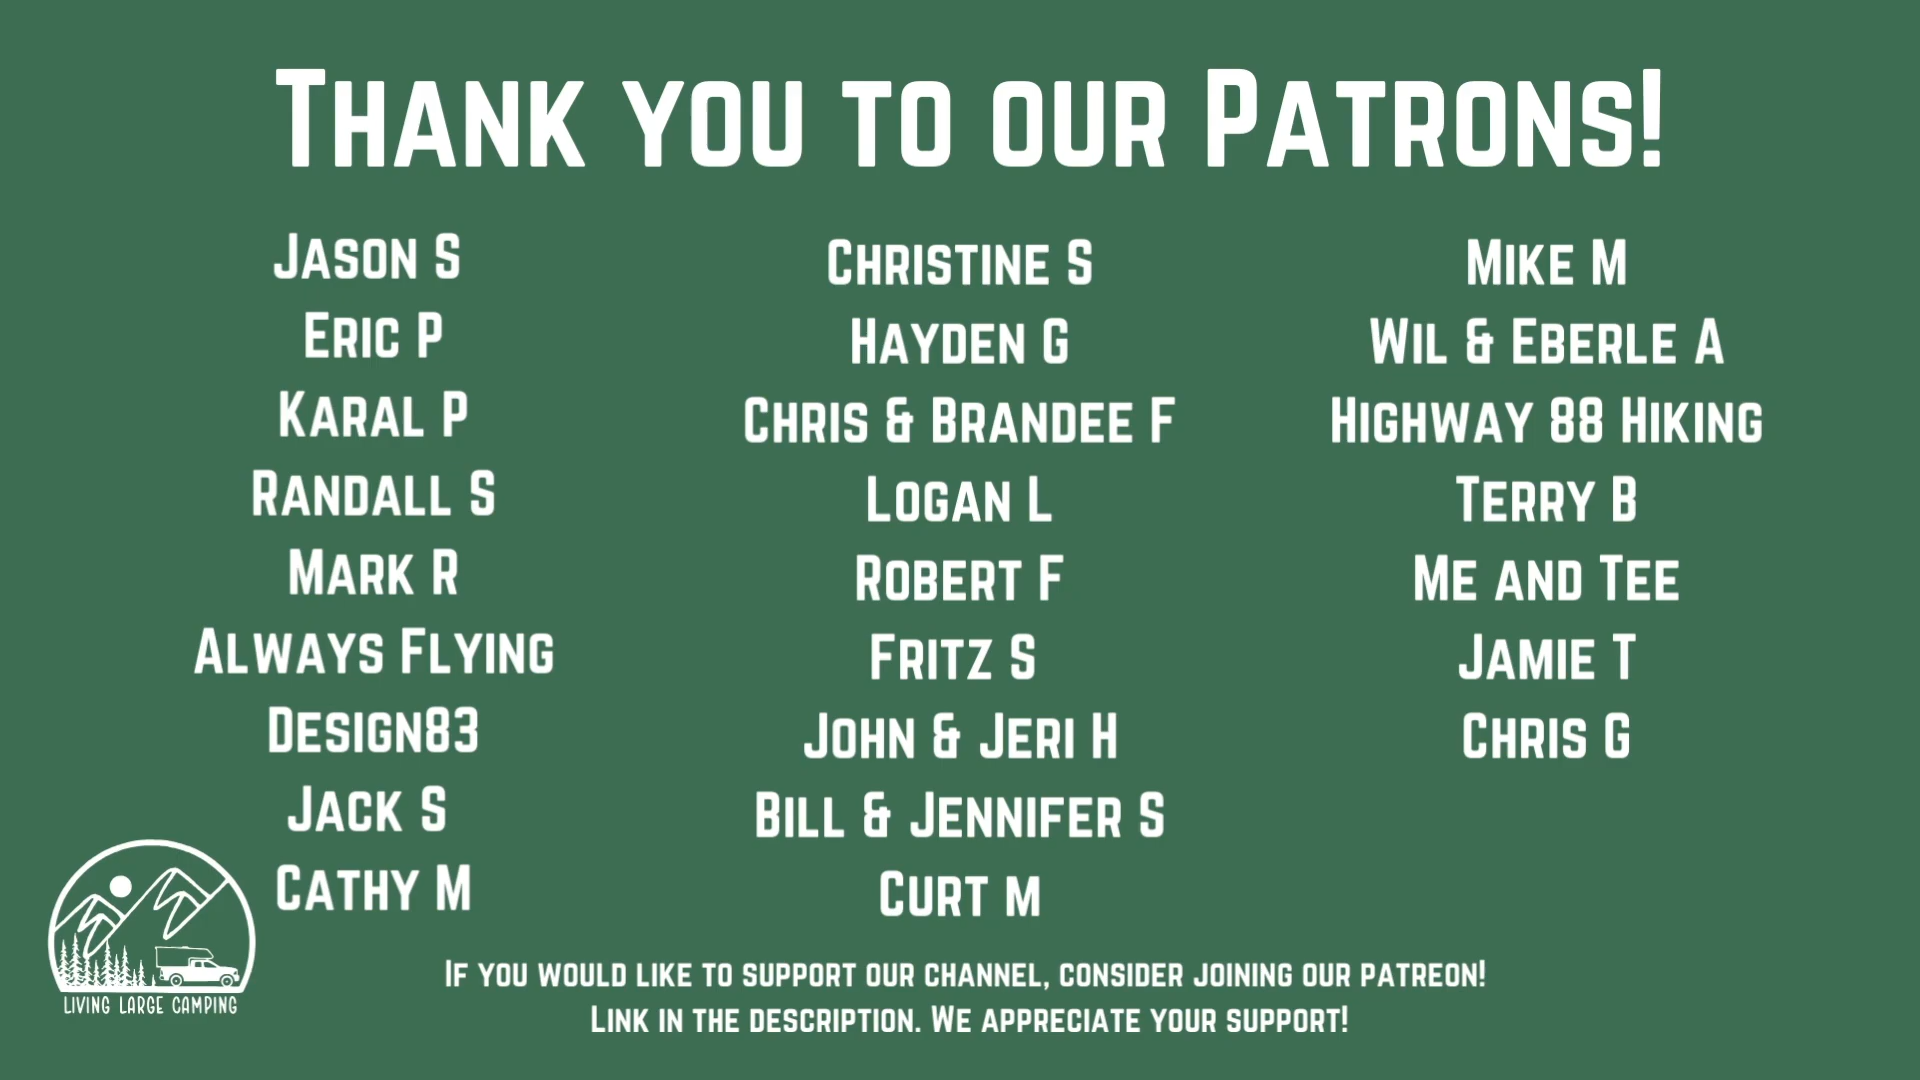 Thank you to our Patrons!
Jason S
Eric P
Karal P
Randall S
Mark R
Always Flying
Design83
Jack S
Cathy M
Christine S
Hayden G
Chris & Brandee F
Logan L
Robert F
Fritz S
John & Jeri H
Bill & Jennifer S
Curt m
Mike M
Wil & Eberle A
Highway 88 Hiking
Terry B
Me and Tee
Jamie T
Chris G
If you would like to support our channel, consider joining our patreon!
Link in the description. We appreciate your support!
LIVING LARGE CAMPING